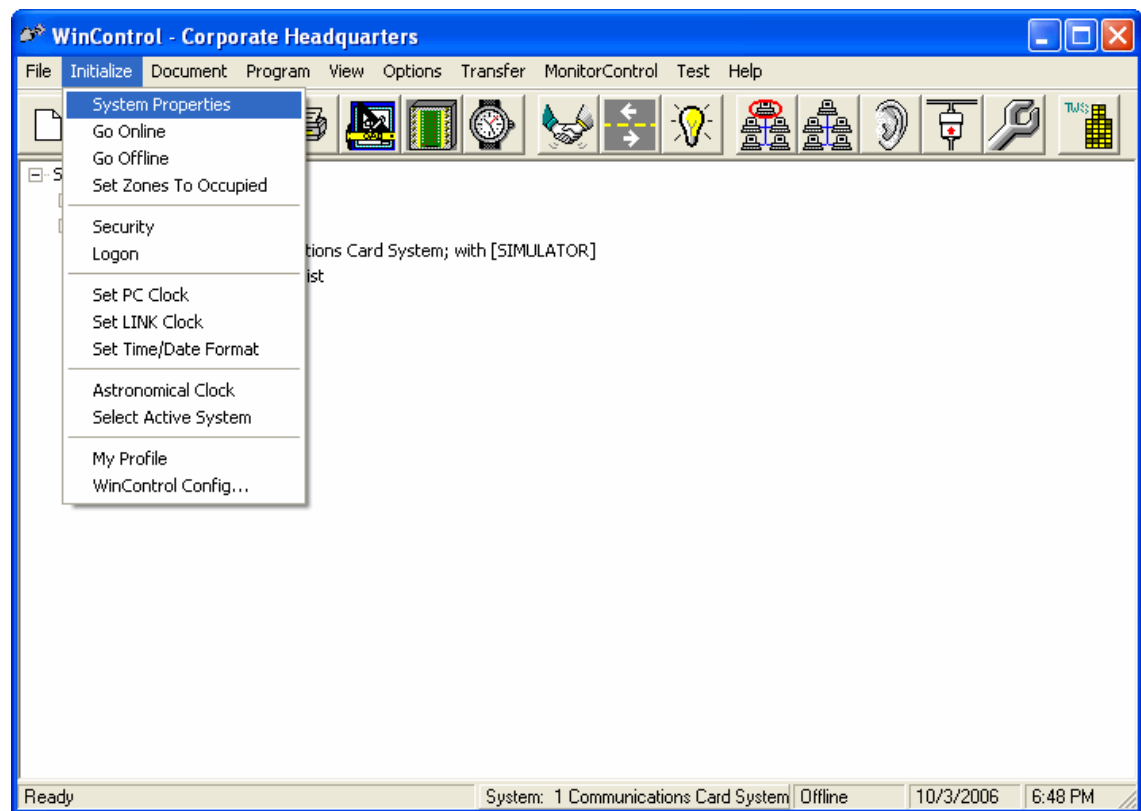 WinControl - Corporate Headquarters
File Initialize Document Program View Options Transfer MonitorControl Test Help
TWS
System Properties
Go Online
Go Offline
Set Zones To Occupied
Security
Logon
Set PC Clock
Set LINK Clock
Set Time/Date Format
Astronomical Clock
Select Active System
My Profile
WinControl Config...
S
tions Card System; with [SIMULATOR]
ist
Ready System: 1 Communications Card System Offline 10/3/2006 6:48 PM